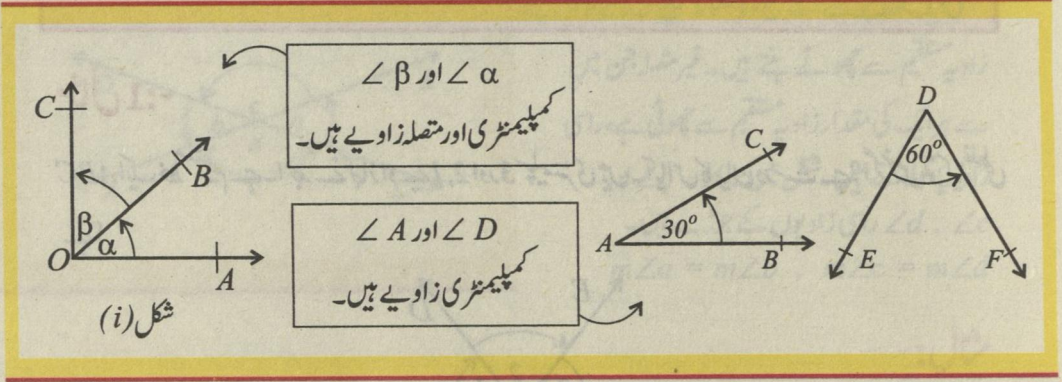 C
B
β
α
O
A
شکل (i)
∠ α اور ∠ β
کمپلیمنٹری اور متصلہ زاویے ہیں۔
∠ D اور ∠ A
کمپلیمنٹری زاویے ہیں۔
C
A
30°
B
D
60°
E
F